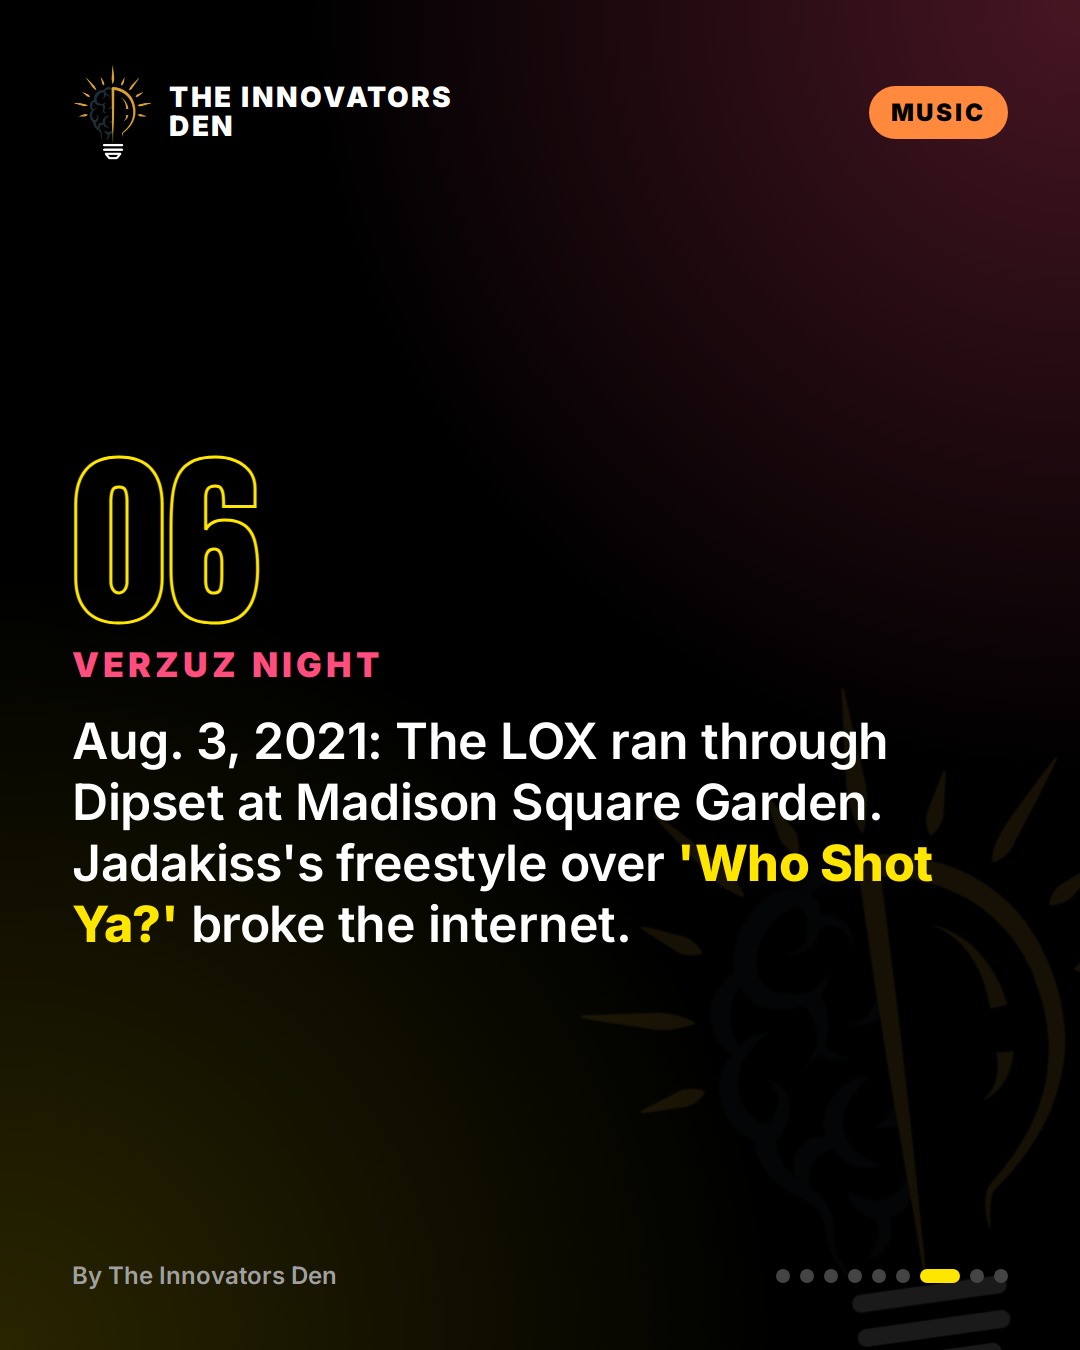 THE INNOVATORS
DEN
MUSIC
06
VERZUZ NIGHT
Aug. 3, 2021: The LOX ran through
Dipset at Madison Square Garden.
Jadakiss's freestyle over 'Who Shot
Ya?' broke the internet.
By The Innovators Den